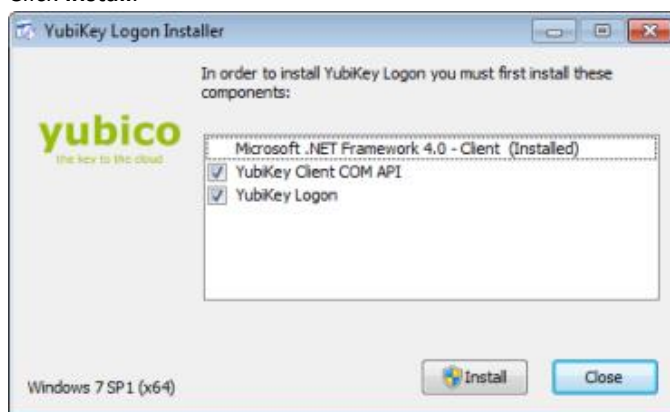 Click Install.
YubiKey Logon Installer
In order to install YubiKey Logon you must first install these
components:
yubico
the key to the cloud
Microsoft .NET Framework 4.0 - Client (Installed)
YubiKey Client COM API
YubiKey Logon
Windows 7 SP1 (x64)
Install
Close